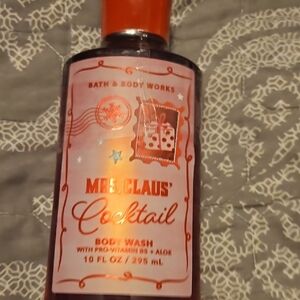 BATH & BODY WORKS
MRS. CLAUS'
Cocktail
BODY WASH
WITH PRO-VITAMIN B5 + ALOE
10 FL OZ / 295 mL